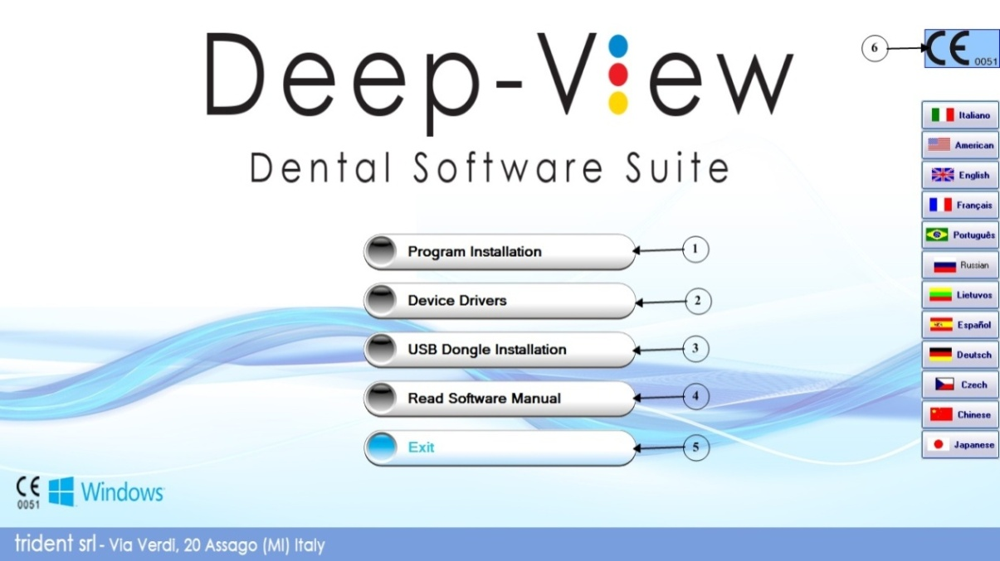 Deep-View
Dental Software Suite
6
CE 0051
Italiano
American
English
Français
Português
Russian
Lietuvos
Español
Deutsch
Czech
Chinese
Japanese
Program Installation
1
Device Drivers
2
USB Dongle Installation
3
Read Software Manual
4
Exit
5
CE
0051
Windows
trident srl - Via Verdi, 20 Assago (MI) Italy